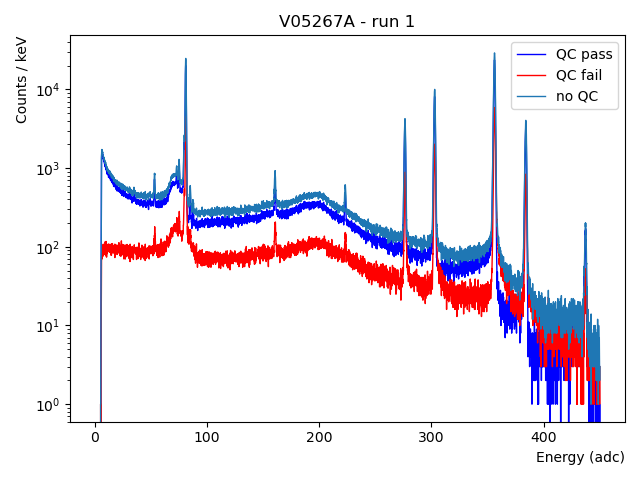 V05267A - run 1
Counts / keV
QC pass
QC fail
no QC
10⁴
10³
10²
10¹
10⁰
0 100 200 300 400
Energy (adc)